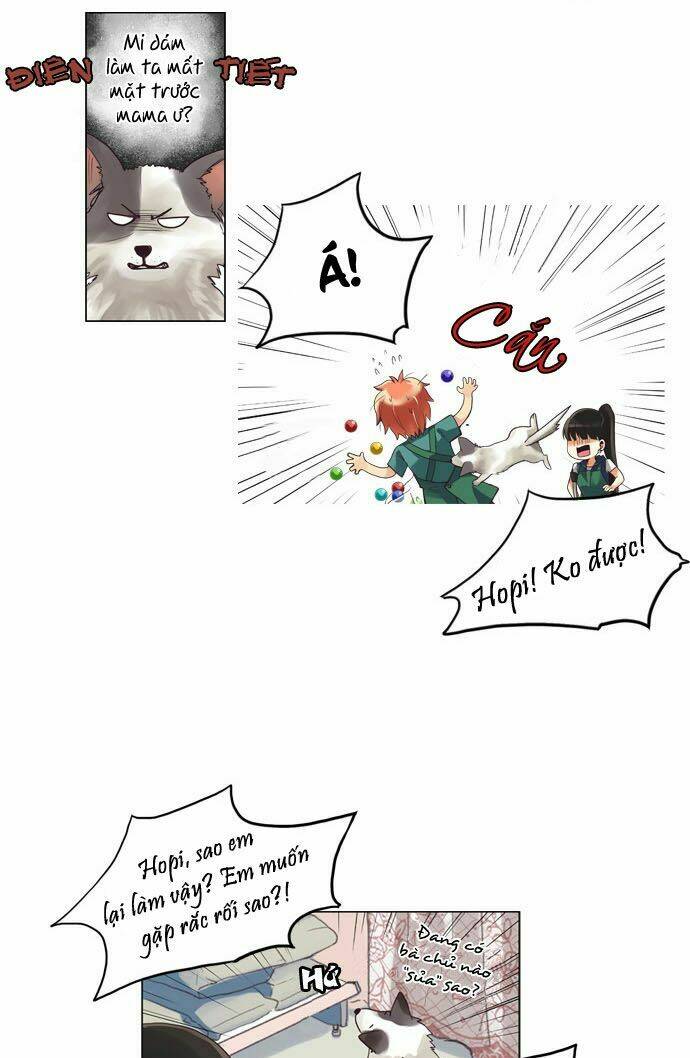 ĐIÊN TIẾT
Mi dám
làm ta mất
mặt trước
mama ư?
Á!
Cắn
Hopi! Ko được!
Hopi, sao em
lại làm vậy? Em muốn
gặp rắc rối sao?!
Đang có
bà chủ nào
"sủa" sao?
Hứ